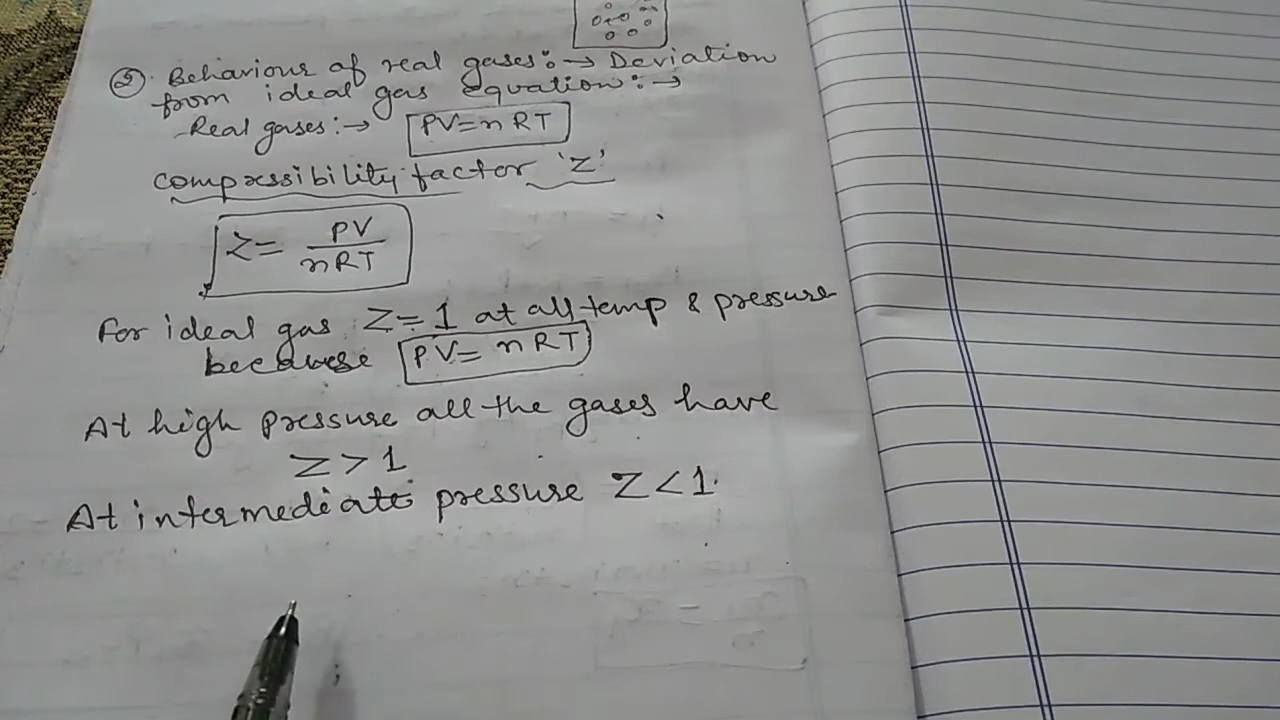 ⑤. Behaviour of real gases:→ Deviation
from ideal gas equation:→
Real gases:→ PV=nRT
compressibility factor 'Z'
Z= PV/nRT
For ideal gas Z=1 at all temp & pressure
because PV=nRT
At high pressure all the gases have
Z>1
At intermediate pressure Z<1.